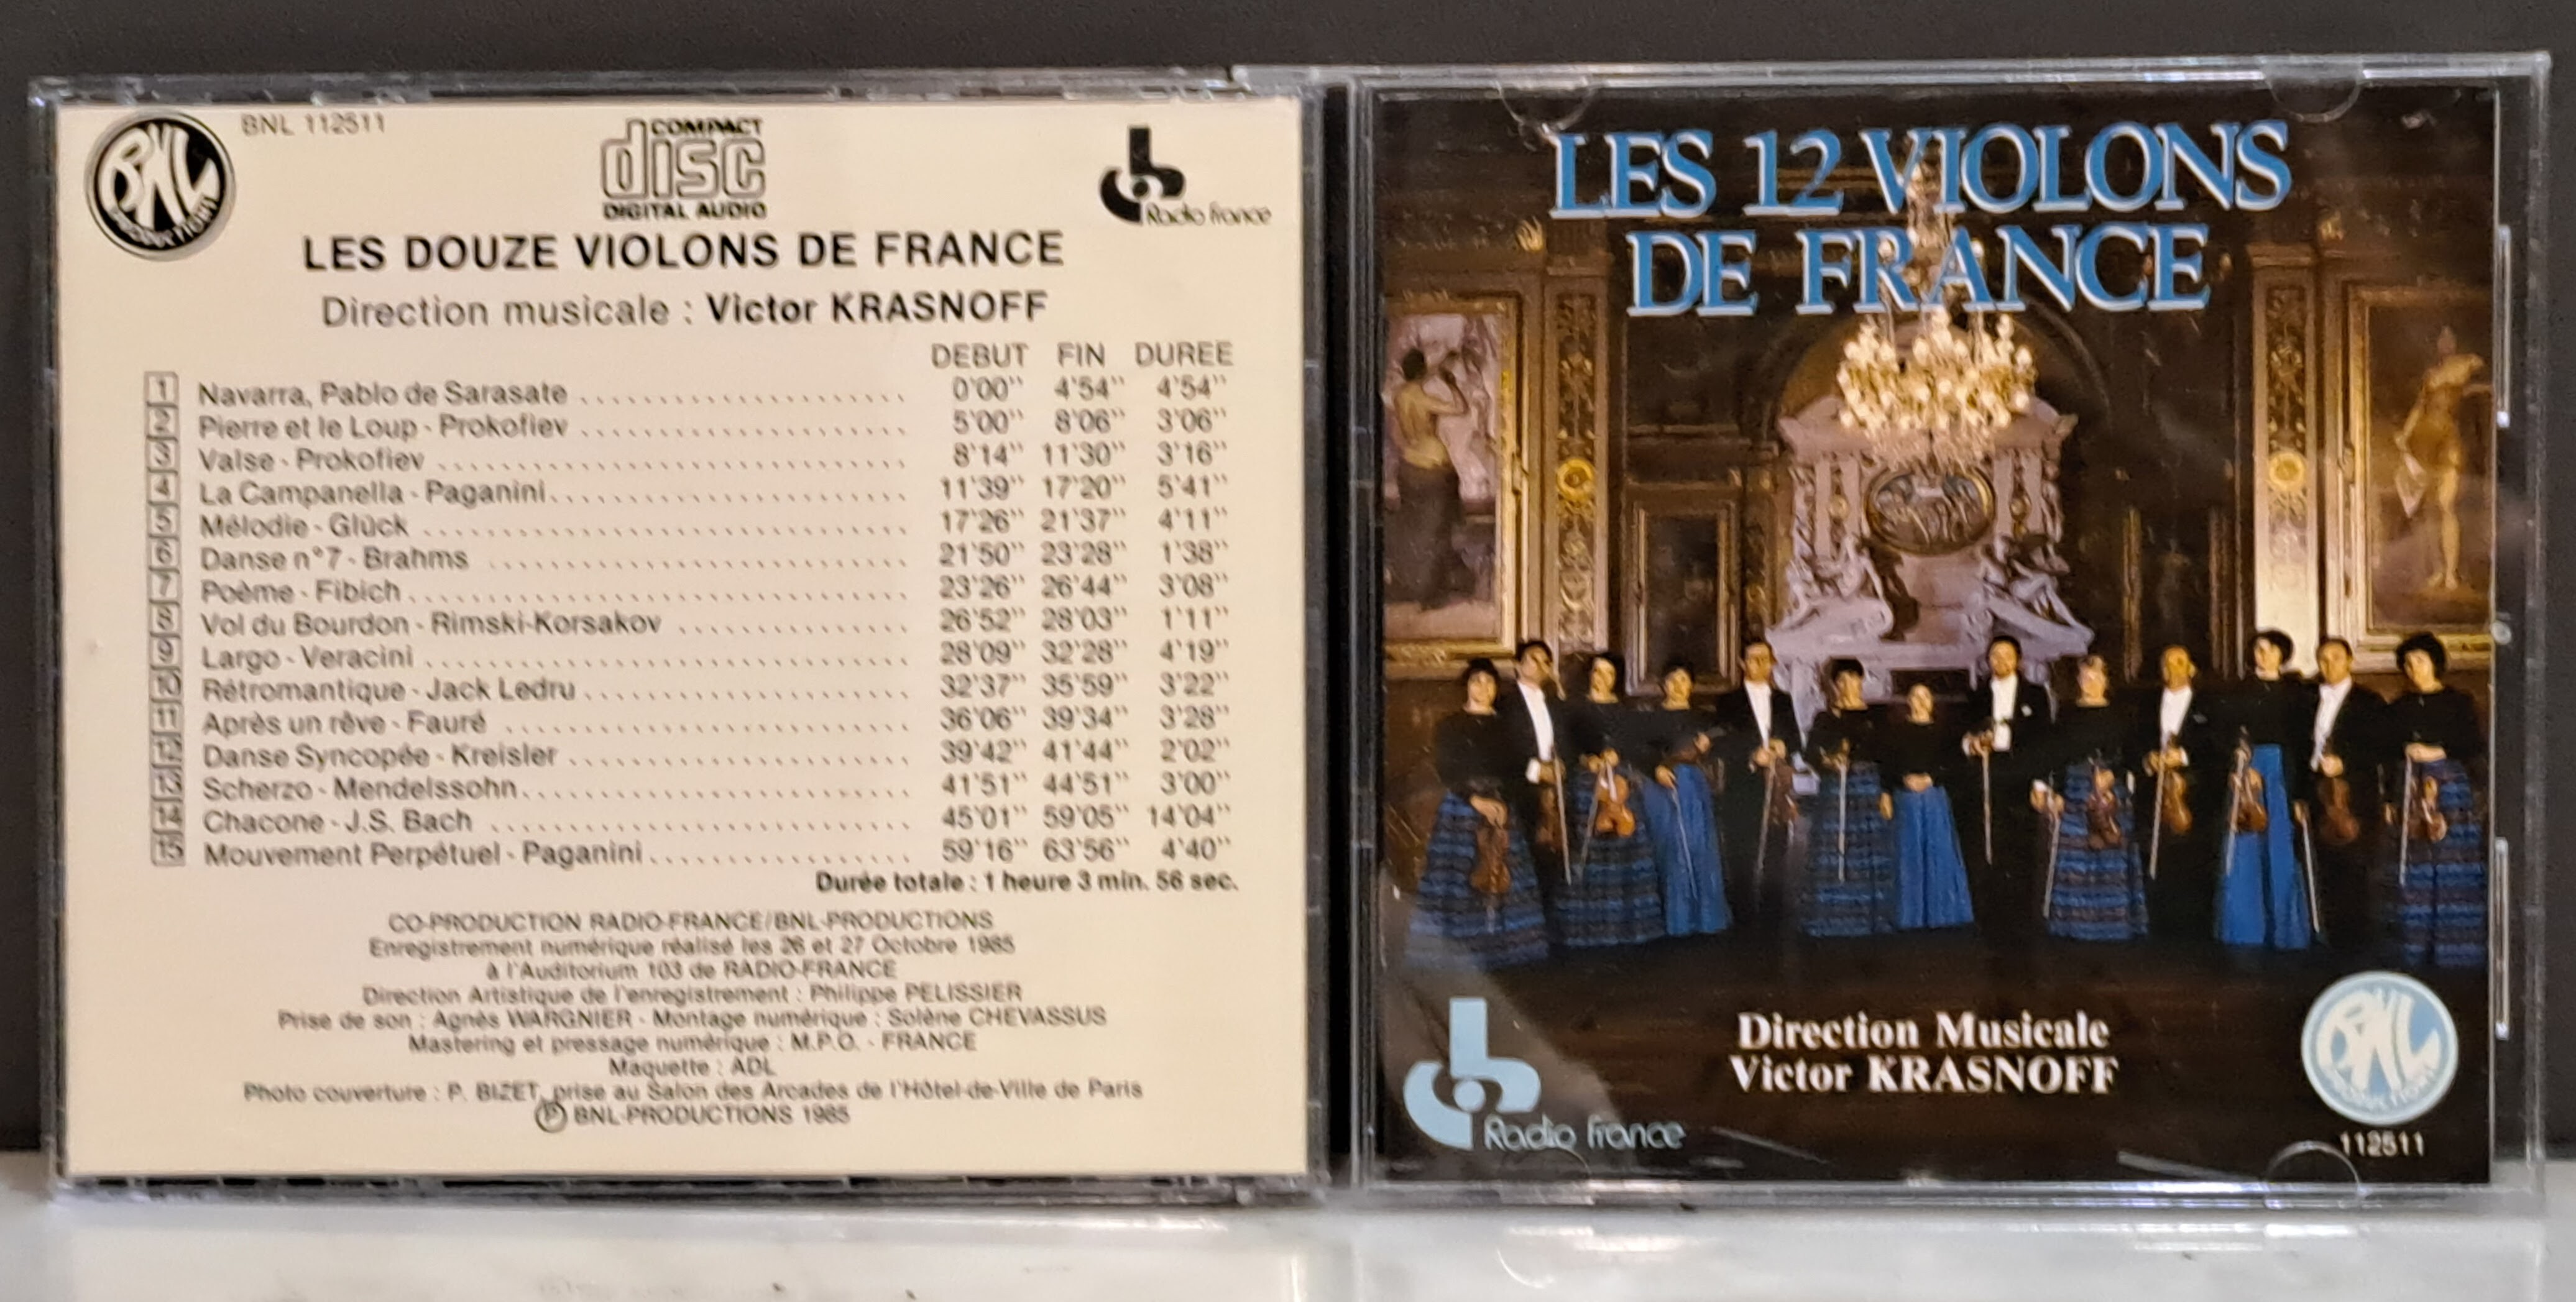 BNL
PRODUCTIONS
BNL 112511
COMPACT
disc
DIGITAL AUDIO
Radio france
LES DOUZE VIOLONS DE FRANCE
Direction musicale : Victor KRASNOFF
DEBUT FIN DUREE
1 Navarra, Pablo de Sarasate ..................... 0'00'' 4'54'' 4'54''
2 Pierre et le Loup - Prokofiev ..................... 5'00'' 8'06'' 3'06''
3 Valse - Prokofiev ..................... 8'14'' 11'30'' 3'16''
4 La Campanella - Paganini ..................... 11'39'' 17'20'' 5'41''
5 Mélodie - Glück ..................... 17'26'' 21'37'' 4'11''
6 Danse n°7 - Brahms ..................... 21'50'' 23'28'' 1'38''
7 Poème - Fibich ..................... 23'26'' 26'44'' 3'08''
8 Vol du Bourdon - Rimski-Korsakov ............... 26'52'' 28'03'' 1'11''
9 Largo - Veracini ..................... 28'09'' 32'28'' 4'19''
10 Rétromantique - Jack Ledru ..................... 32'37'' 35'59'' 3'22''
11 Après un rêve - Fauré ..................... 36'06'' 39'34'' 3'28''
12 Danse Syncopée - Kreisler ..................... 39'42'' 41'44'' 2'02''
13 Scherzo - Mendelssohn ..................... 41'51'' 44'51'' 3'00''
14 Chacone - J.S. Bach ..................... 45'01'' 59'05'' 14'04''
15 Mouvement Perpétuel - Paganini ................. 59'16'' 63'56'' 4'40''
Durée totale : 1 heure 3 min. 56 sec.
CO-PRODUCTION RADIO-FRANCE/BNL-PRODUCTIONS
Enregistrement numérique réalisé les 26 et 27 Octobre 1985
à l'Auditorium 103 de RADIO-FRANCE
Direction Artistique de l'enregistrement : Philippe PELISSIER
Prise de son : Agnès WARGNIER - Montage numérique : Solène CHEVASSUS
Mastering et pressage numérique : M.P.O. - FRANCE
Maquette : ADL
Photo couverture : P. BIZET, prise au Salon des Arcades de l'Hôtel-de-Ville de Paris
Ⓟ BNL-PRODUCTIONS 1985
LES 12 VIOLONS
DE FRANCE
Direction Musicale
Victor KRASNOFF
Radio france
BNL
PRODUCTIONS
112511